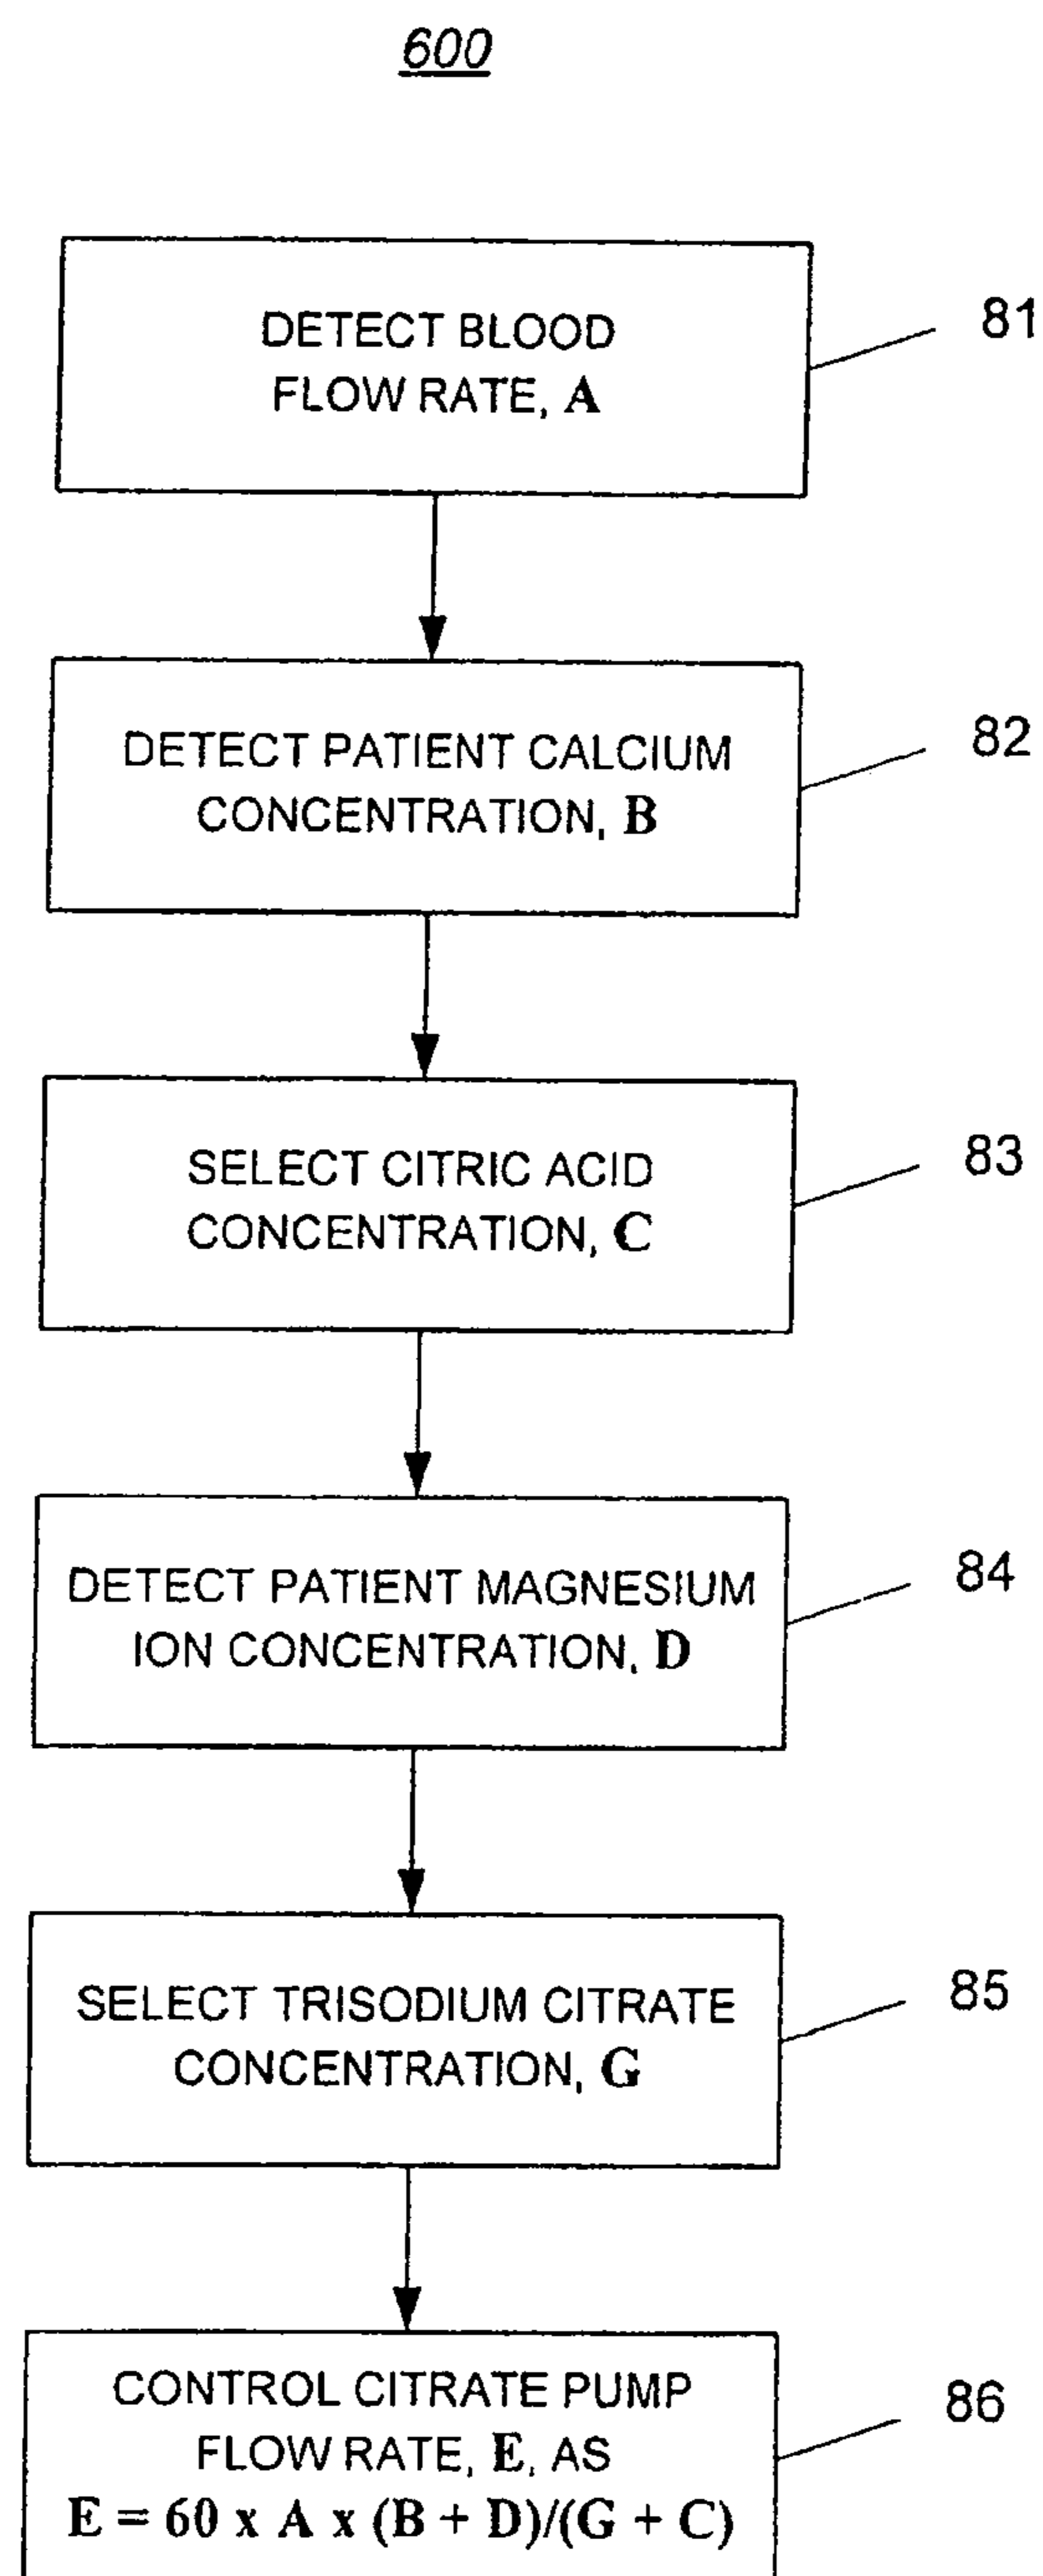 600
DETECT BLOOD
FLOW RATE, A
81
DETECT PATIENT CALCIUM
CONCENTRATION, B
82
SELECT CITRIC ACID
CONCENTRATION, C
83
DETECT PATIENT MAGNESIUM
ION CONCENTRATION, D
84
SELECT TRISODIUM CITRATE
CONCENTRATION, G
85
CONTROL CITRATE PUMP
FLOW RATE, E, AS
E = 60 x A x (B + D)/(G + C)
86